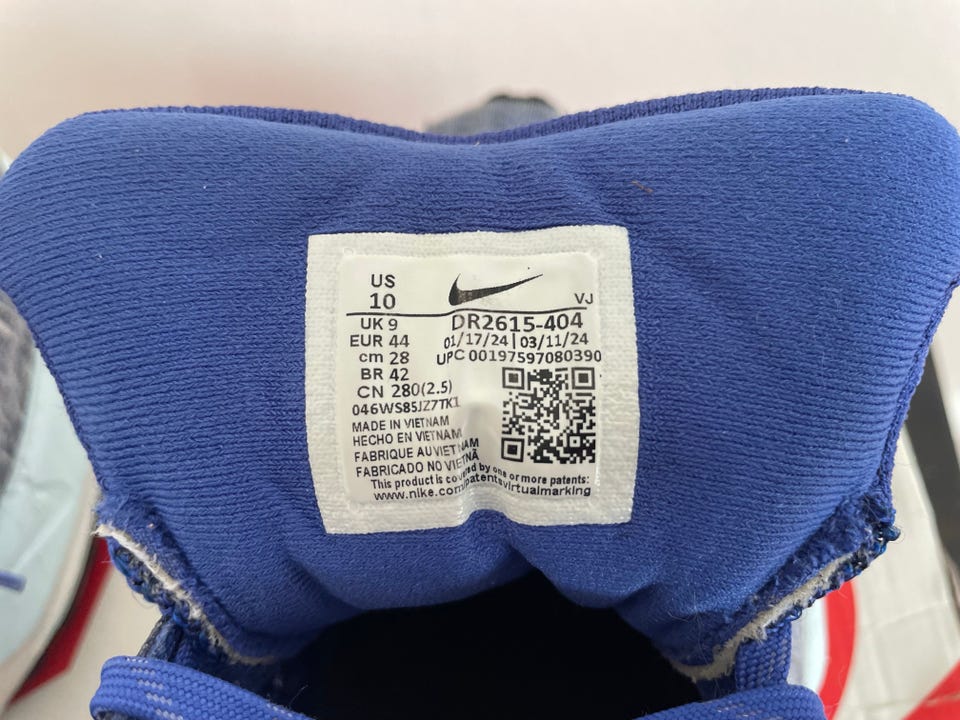 US
10
VJ
UK 9
DR2615-404
EUR 44
01/17/24 | 03/11/24
cm 28
UPC 00197597080390
BR 42
CN 280(2.5)
046WS85JZ7TK1
MADE IN VIETNAM
HECHO EN VIETNAM
FABRIQUE AU VIETNAM
FABRICADO NO VIETNÃ
This product is covered by one or more patents:
www.nike.com/patentsvirtualmarking